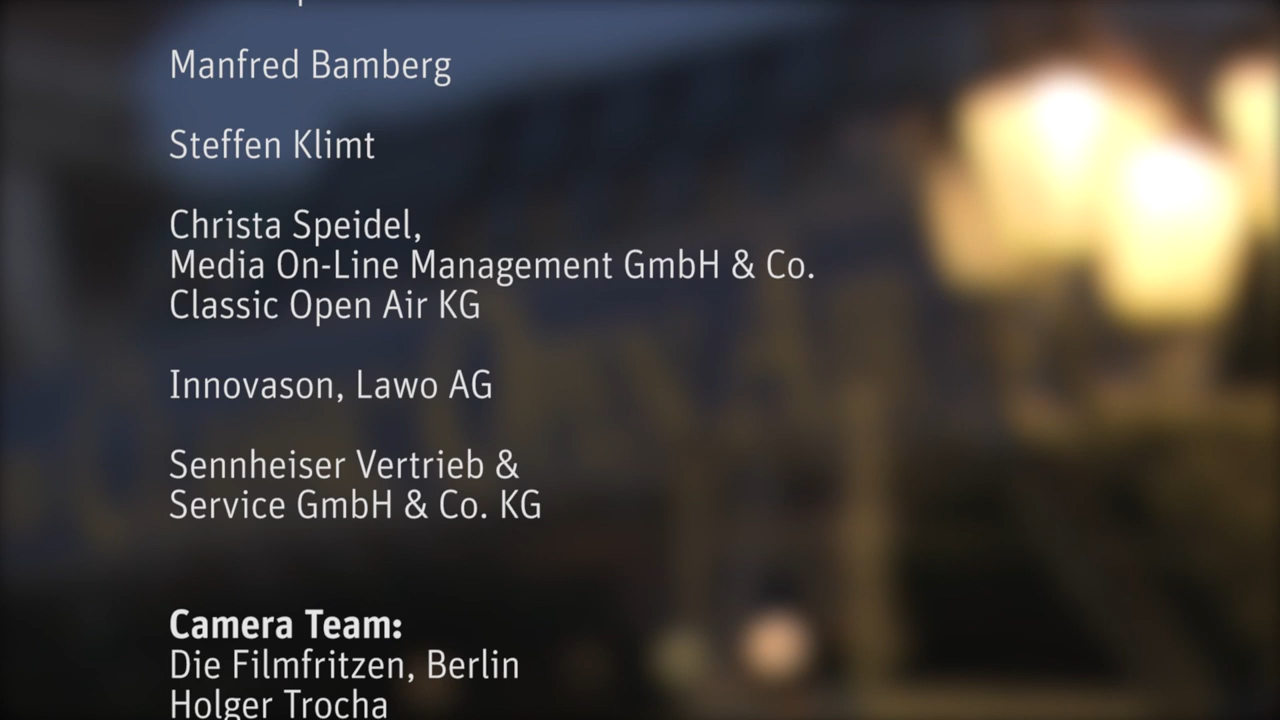 Manfred Bamberg
Steffen Klimt
Christa Speidel,
Media On-Line Management GmbH & Co.
Classic Open Air KG
Innovason, Lawo AG
Sennheiser Vertrieb &
Service GmbH & Co. KG
Camera Team:
Die Filmfritzen, Berlin
Holger Trocha